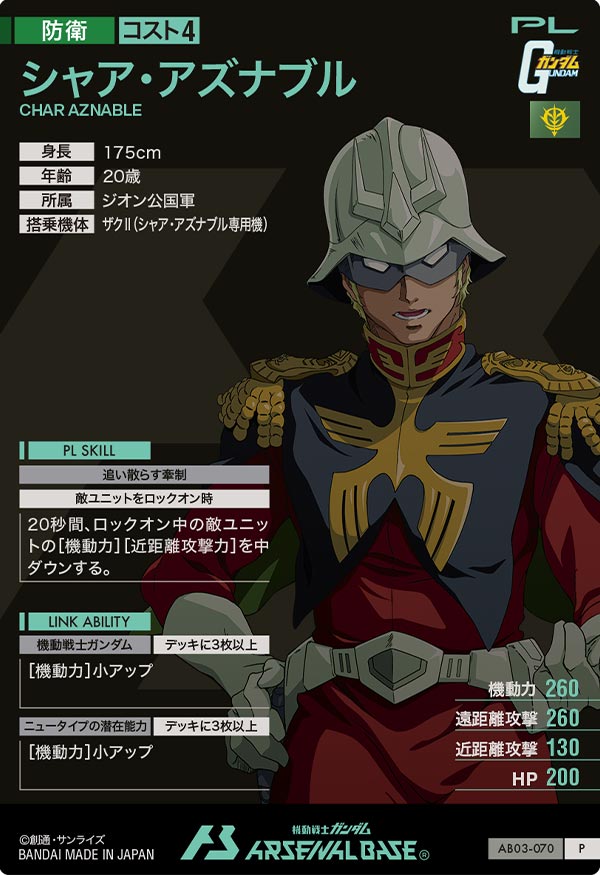 防衛 コスト4
PL
シャア・アズナブル
CHAR AZNABLE
機動戦士
ガンダム
GUNDAM
身長 175cm
年齢 20歳
所属 ジオン公国軍
搭乗機体 ザクⅡ(シャア・アズナブル専用機)
PL SKILL
追い散らす牽制
敵ユニットをロックオン時
20秒間、ロックオン中の敵ユニッ
トの[機動力][近距離攻撃力]を中
ダウンする。
LINK ABILITY
機動戦士ガンダム デッキに3枚以上
[機動力]小アップ
ニュータイプの潜在能力 デッキに3枚以上
[機動力]小アップ
機動力 260
遠距離攻撃 260
近距離攻撃 130
HP 200
©創通・サンライズ
BANDAI MADE IN JAPAN
機動戦士ガンダム
ARSENAL BASE®
AB03-070 P